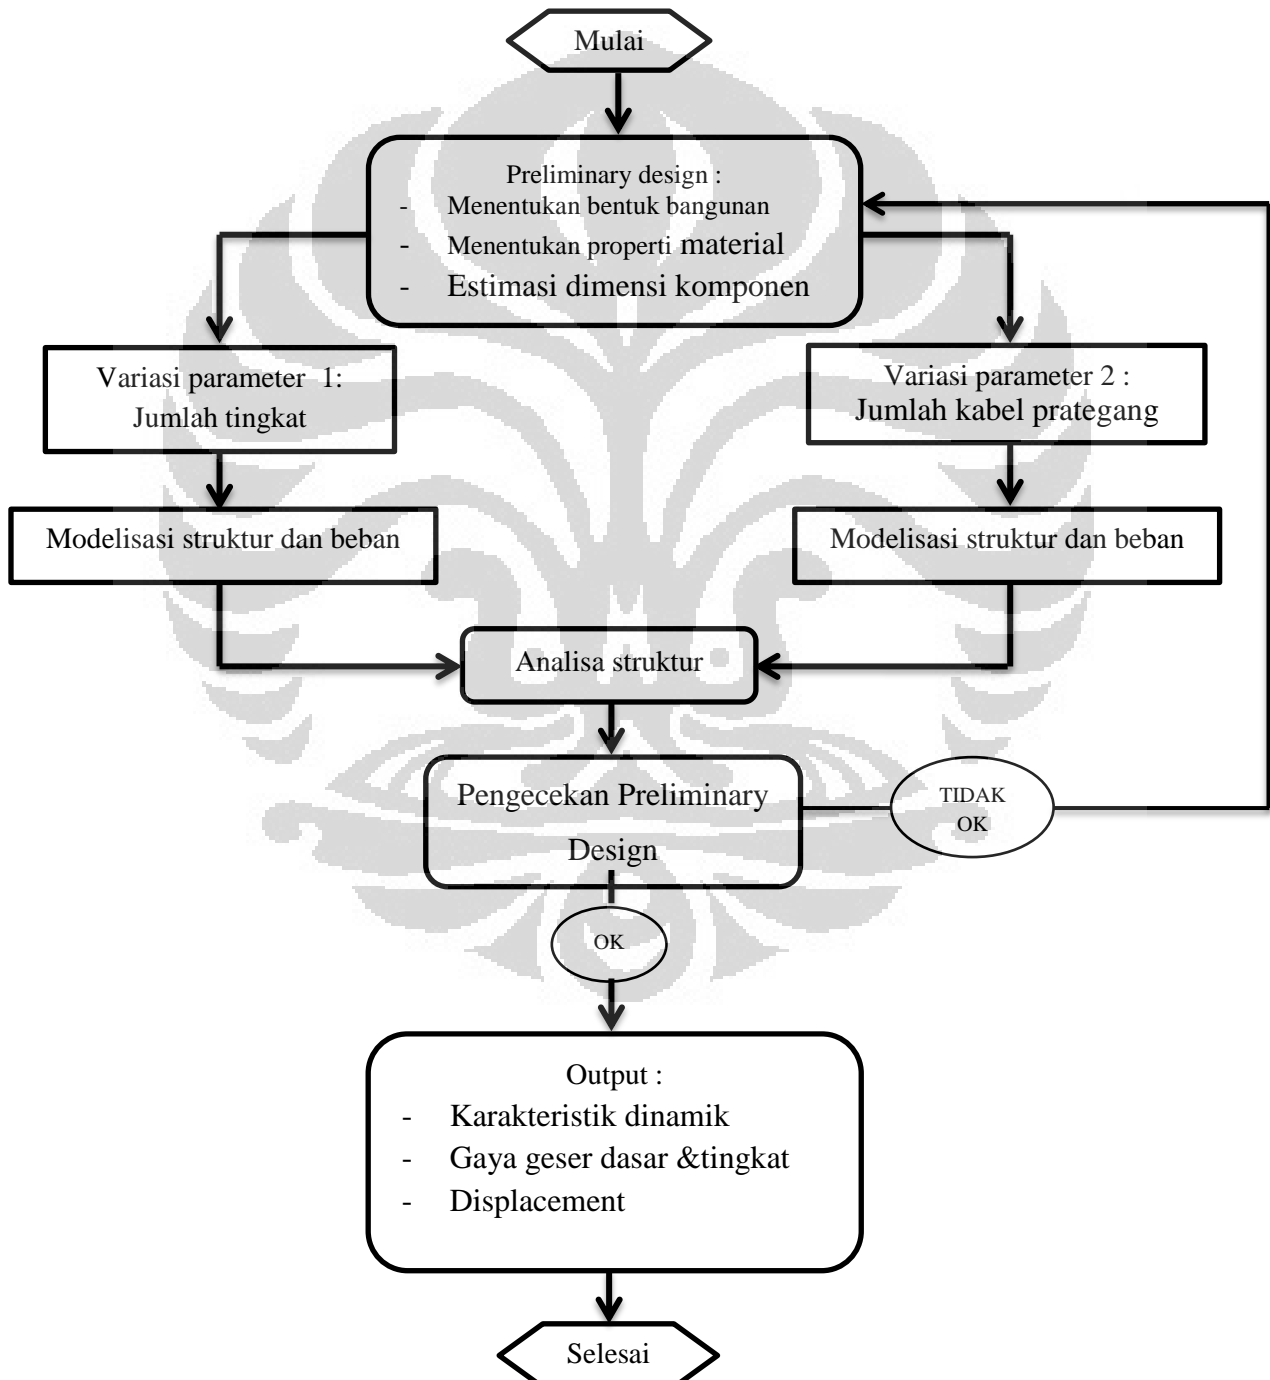 Mulai
Preliminary design :
- Menentukan bentuk bangunan
- Menentukan properti material
- Estimasi dimensi komponen
Variasi parameter 1:
Jumlah tingkat
Variasi parameter 2 :
Jumlah kabel prategang
Modelisasi struktur dan beban
Modelisasi struktur dan beban
Analisa struktur
Pengecekan Preliminary
Design
TIDAK
OK
OK
Output :
- Karakteristik dinamik
- Gaya geser dasar &tingkat
- Displacement
Selesai